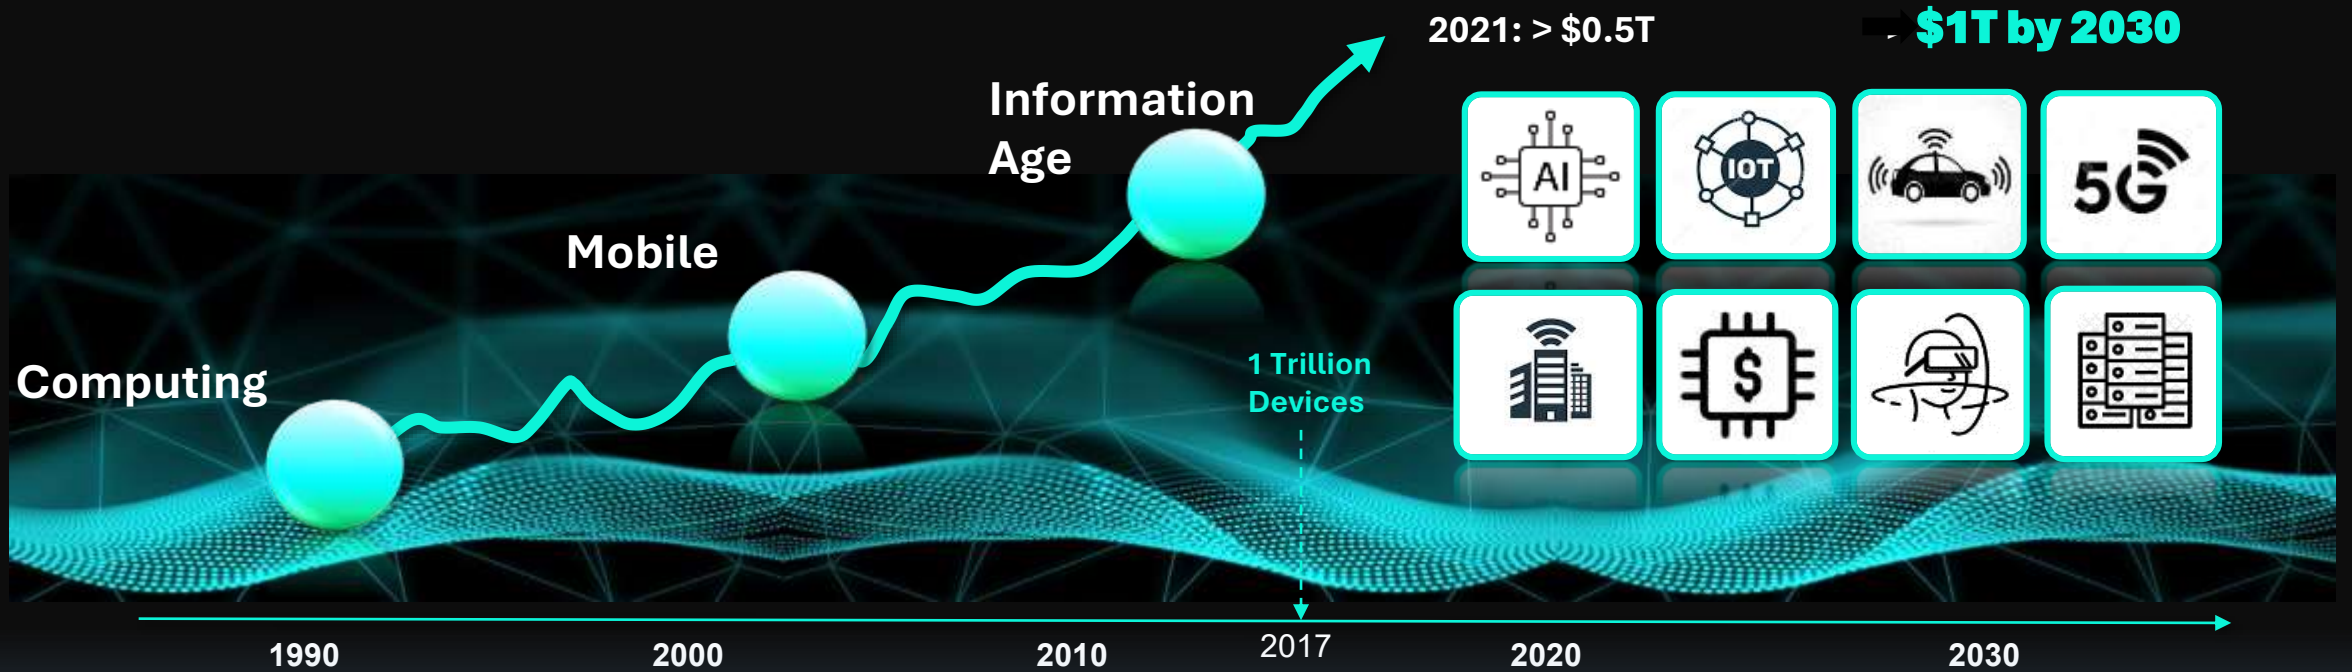 2021: > $0.5T
$1T by 2030
Information
Age
Mobile
Computing
1 Trillion
Devices
AI
IOT
5G
$
1990
2000
2010
2017
2020
2030